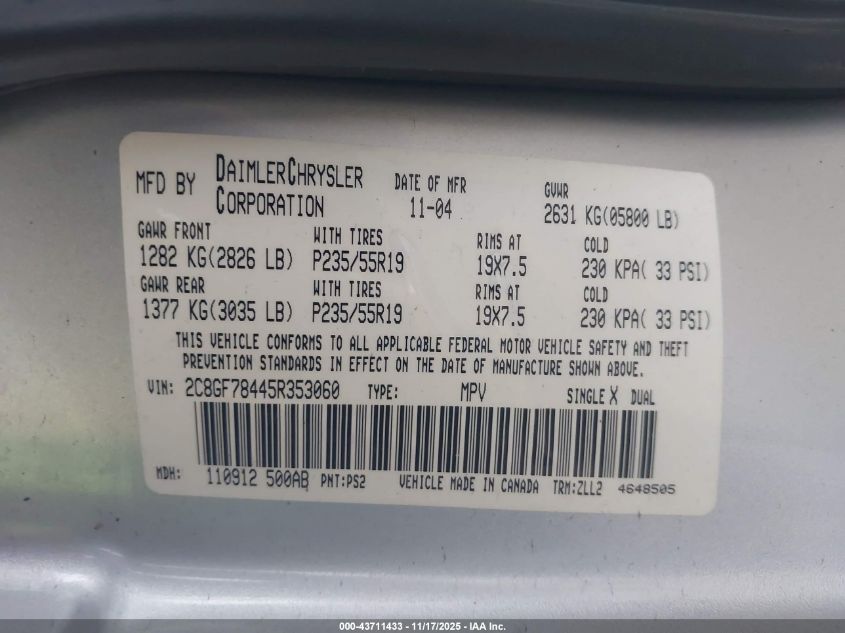 MFD BY DAIMLERCHRYSLER CORPORATION DATE OF MFR 11-04 GVWR 2631 KG(05800 LB)
GAWR FRONT WITH TIRES RIMS AT COLD
1282 KG(2826 LB) P235/55R19 19X7.5 230 KPA( 33 PSI)
GAWR REAR WITH TIRES RIMS AT COLD
1377 KG(3035 LB) P235/55R19 19X7.5 230 KPA( 33 PSI)
THIS VEHICLE CONFORMS TO ALL APPLICABLE FEDERAL MOTOR VEHICLE SAFETY AND THEFT
PREVENTION STANDARDS IN EFFECT ON THE DATE OF MANUFACTURE SHOWN ABOVE.
VIN: 2C8GF78445R353060 TYPE: MPV SINGLE X DUAL
MDH: 110912 500AB PNT:PS2 VEHICLE MADE IN CANADA TRM:ZLL2 4648505
000-43711433 - 11/17/2025 - IAA Inc.